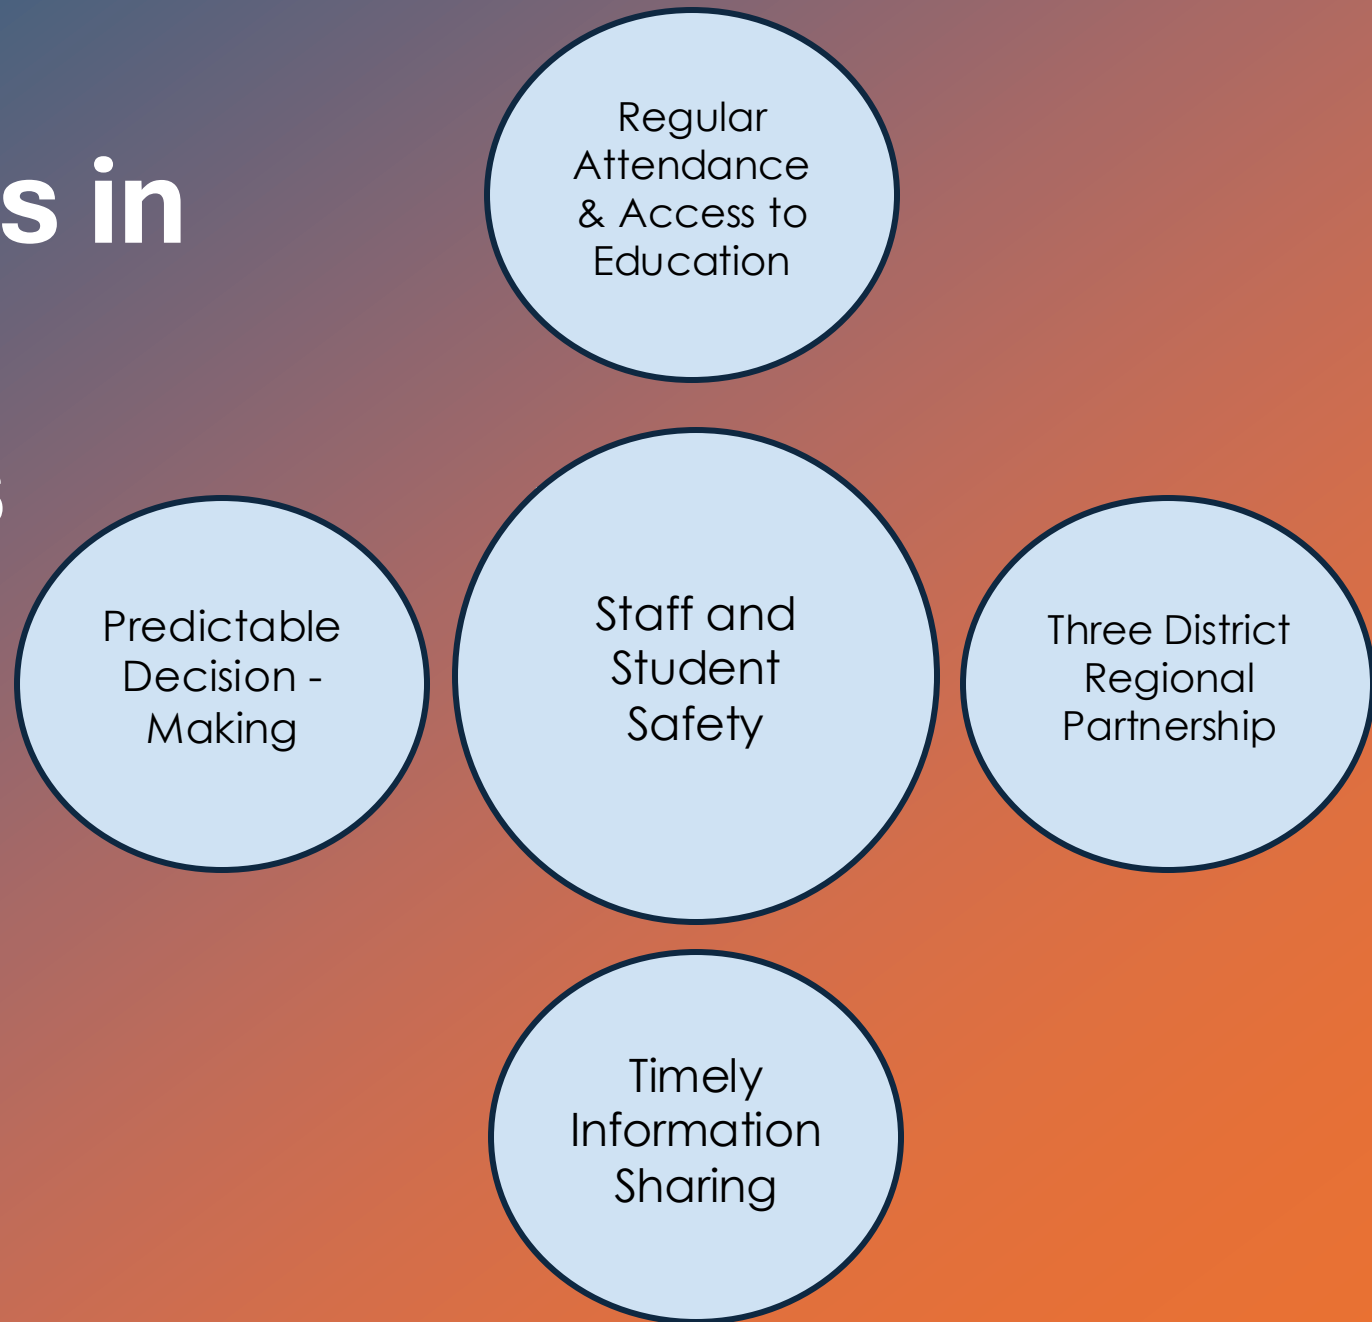 s in
s
Regular
Attendance
& Access to
Education
Predictable
Decision -
Making
Staff and
Student
Safety
Three District
Regional
Partnership
Timely
Information
Sharing